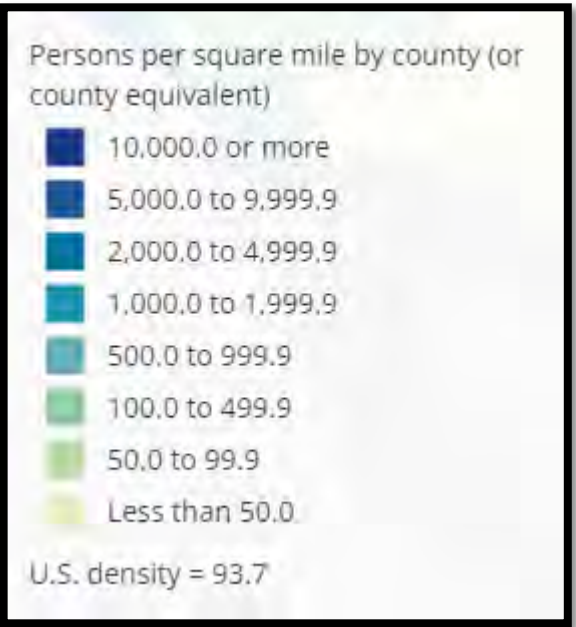 Persons per square mile by county (or
county equivalent)
10,000.0 or more
5,000.0 to 9,999.9
2,000.0 to 4,999.9
1,000.0 to 1,999.9
500.0 to 999.9
100.0 to 499.9
50.0 to 99.9
Less than 50.0
U.S. density = 93.7